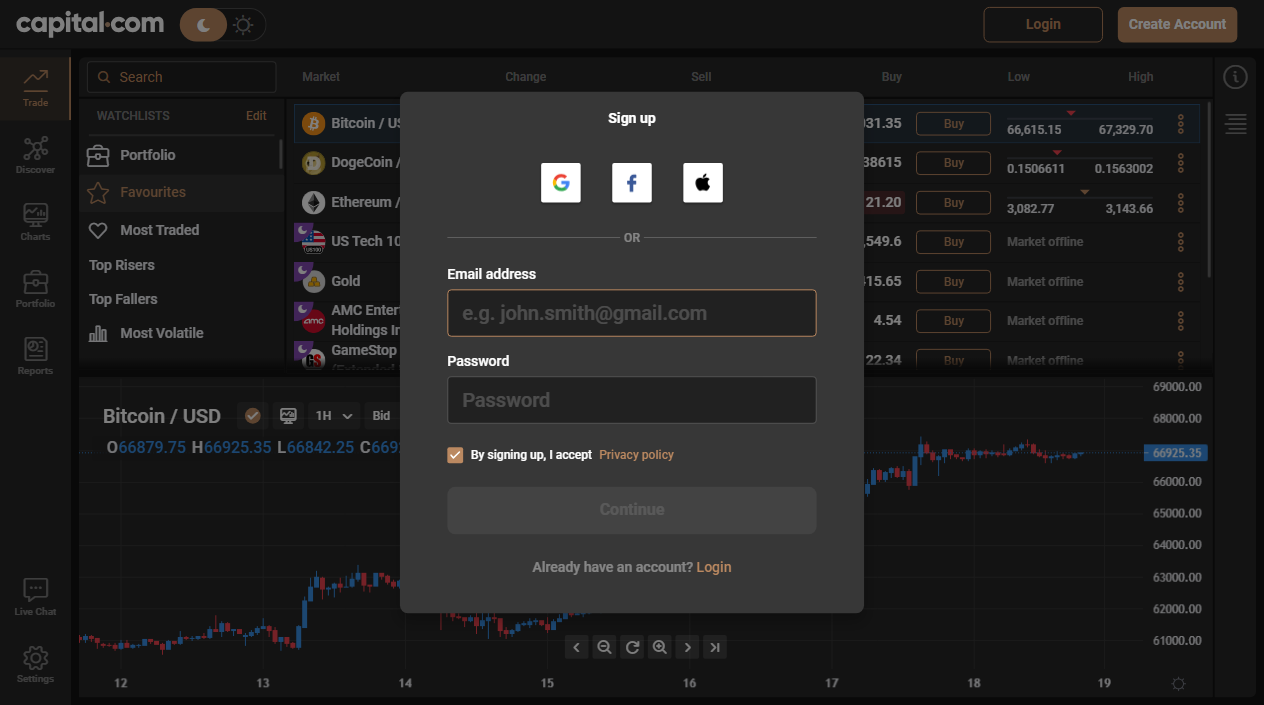 capital.com
Login
Create Account
Trade
Discover
Charts
Portfolio
Reports
Live Chat
Settings
Search
WATCHLISTS
Edit
Portfolio
Favourites
Most Traded
Top Risers
Top Fallers
Most Volatile
Market Change Sell Buy Low High
Bitcoin / US 031.35 Buy 66,615.15 67,329.70
DogeCoin / 38615 Buy 0.1506611 0.1563002
Ethereum / 21.20 Buy 3,082.77 3,143.66
US Tech 10 ,549.6 Buy Market offline
Gold 15.65 Buy Market offline
AMC Enter
Holdings In 4.54 Buy Market offline
GameStop 22.34 Buy Market offline
(Extended
Sign up
OR
Email address
e.g. john.smith@gmail.com
Password
Password
By signing up, I accept Privacy policy
Continue
Already have an account? Login
Bitcoin / USD
1H
Bid
O66879.75 H66925.35 L66842.25 C6692
69000.00
68000.00
66925.35
66000.00
65000.00
64000.00
63000.00
62000.00
61000.00
12 13 14 15 16 17 18 19